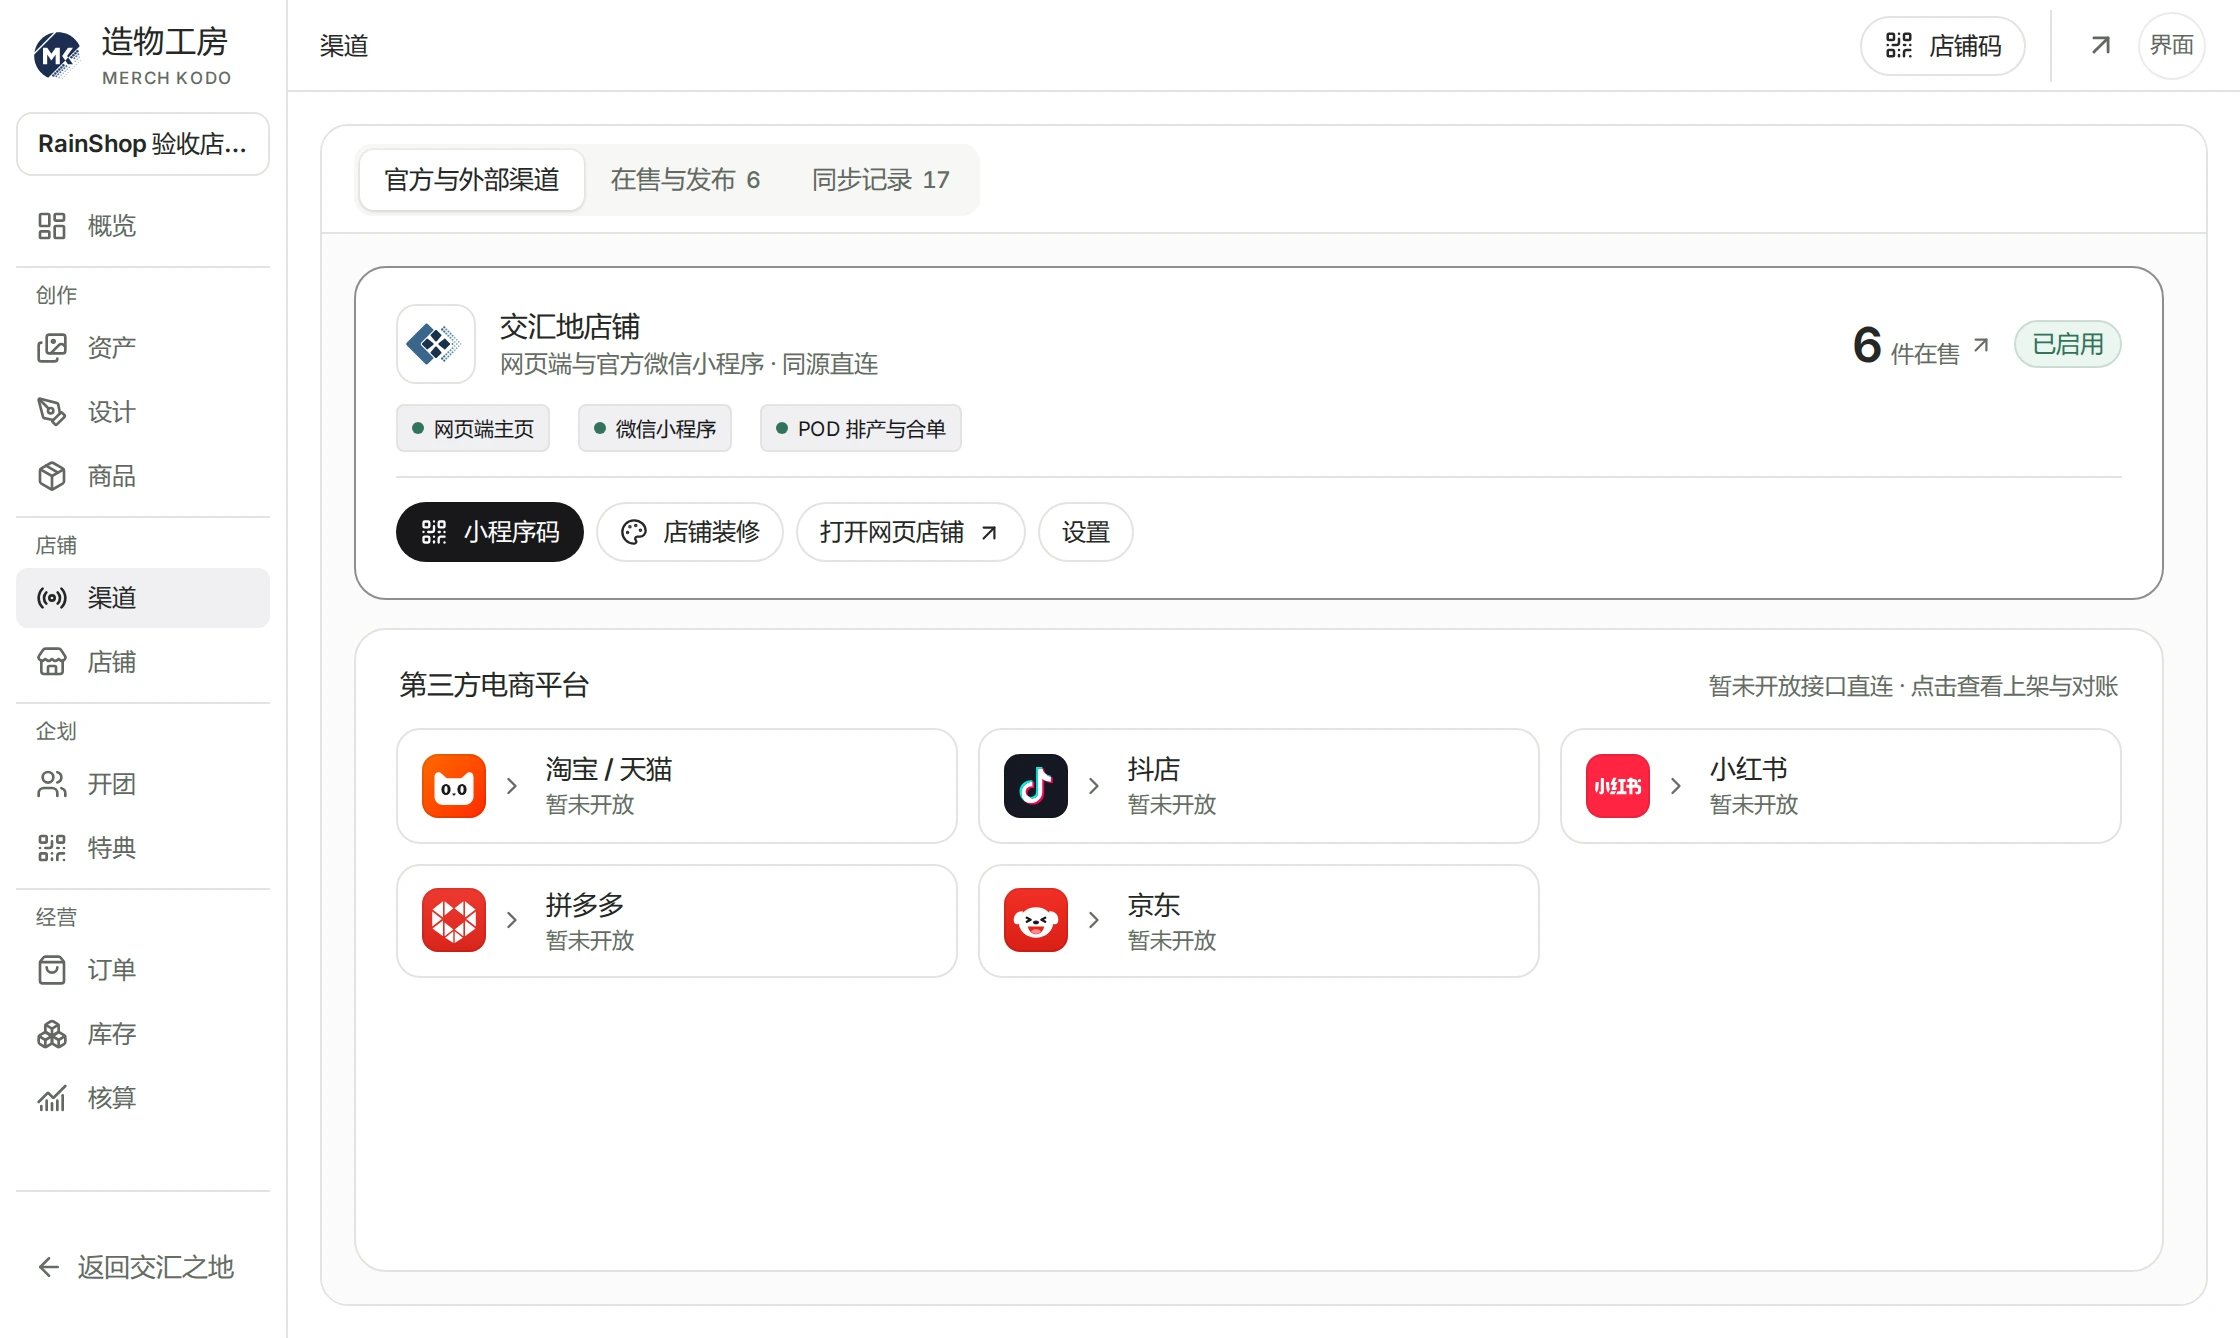 造物工房
MERCH KODO
RainShop 验收店...
概览
创作
资产
设计
商品
店铺
渠道
店铺
企划
开团
特典
经营
订单
库存
核算
返回交汇之地
渠道
店铺码
界面
官方与外部渠道
在售与发布 6
同步记录 17
交汇地店铺
网页端与官方微信小程序 · 同源直连
6 件在售
已启用
网页端主页
微信小程序
POD 排产与合单
小程序码
店铺装修
打开网页店铺
设置
第三方电商平台
暂未开放接口直连 · 点击查看上架与对账
淘宝 / 天猫
暂未开放
抖店
暂未开放
小红书
小红书
暂未开放
拼多多
暂未开放
京东
暂未开放